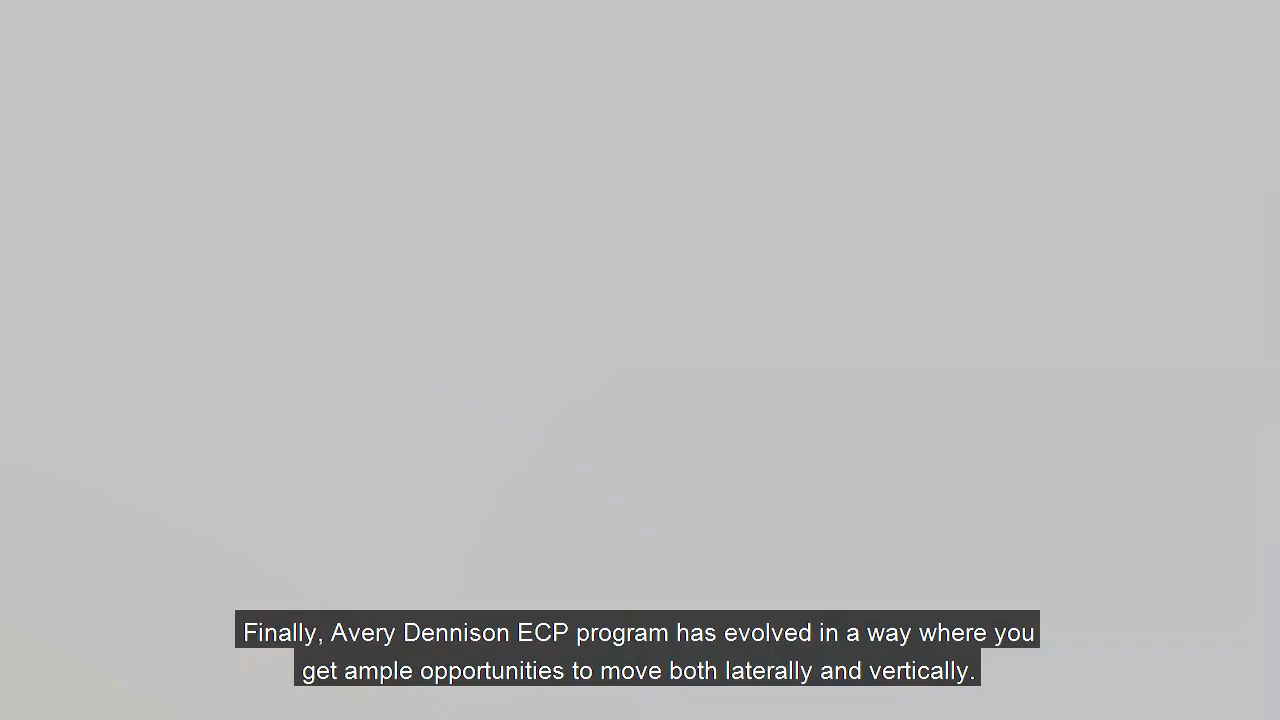 Finally, Avery Dennison ECP program has evolved in a way where you
get ample opportunities to move both laterally and vertically.